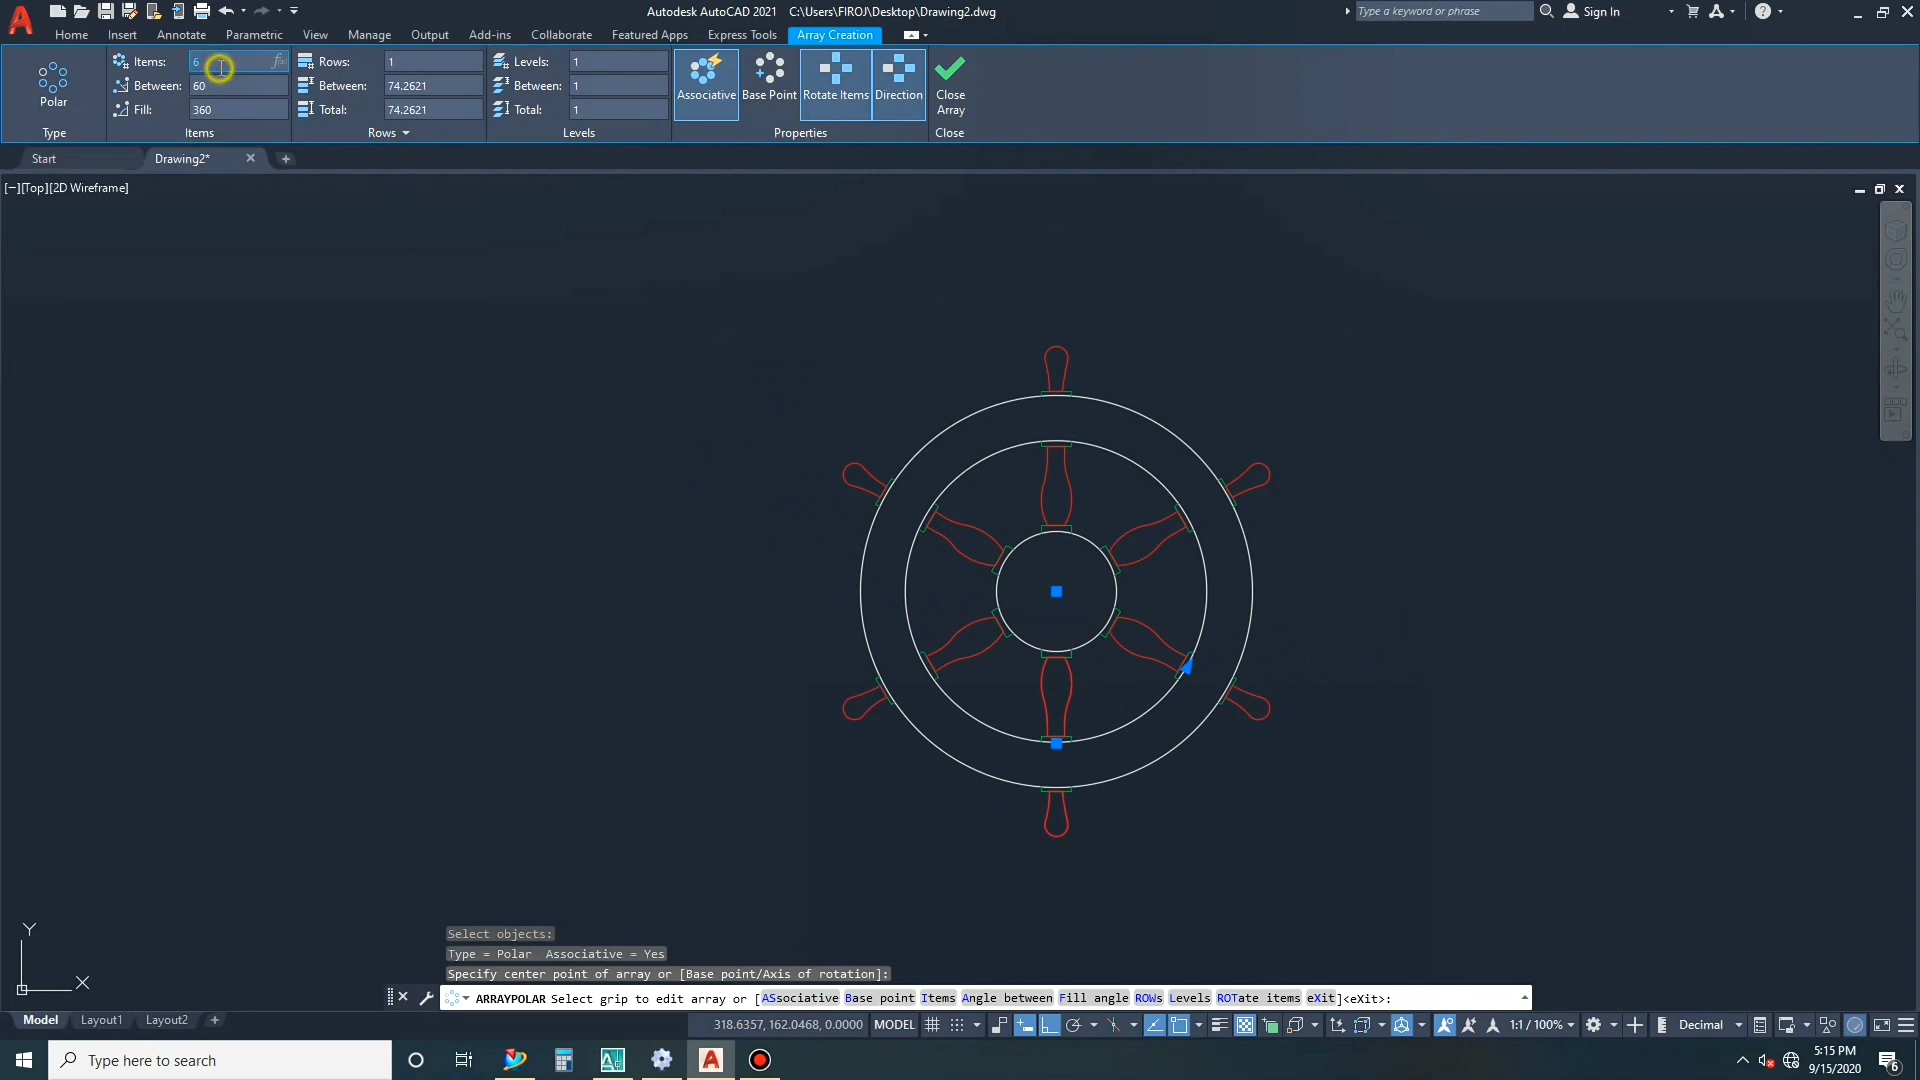 Autodesk AutoCAD 2021 C:\Users\FIROJ\Desktop\Drawing2.dwg
Type a keyword or phrase
Sign In
Home Insert Annotate Parametric View Manage Output Add-ins Collaborate Featured Apps Express Tools Array Creation
Items: 6
Between: 60
Fill: 360
Rows: 1
Between: 74.2621
Total: 74.2621
Levels: 1
Between: 1
Total: 1
Polar
Associative Base Point Rotate Items Direction
Close Array
Type Items Rows Levels Properties Close
Start Drawing2*
[−][Top][2D Wireframe]
Y
X
Select objects:
Type = Polar Associative = Yes
Specify center point of array or [Base point/Axis of rotation]:
ARRAYPOLAR Select grip to edit array or [ASsociative Base point Items Angle between Fill angle ROWs Levels ROTate items eXit]<eXit>:
Model Layout1 Layout2
318.6357, 162.0468, 0.0000 MODEL
1:1 / 100%
Decimal
Type here to search
5:15 PM
9/15/2020
6